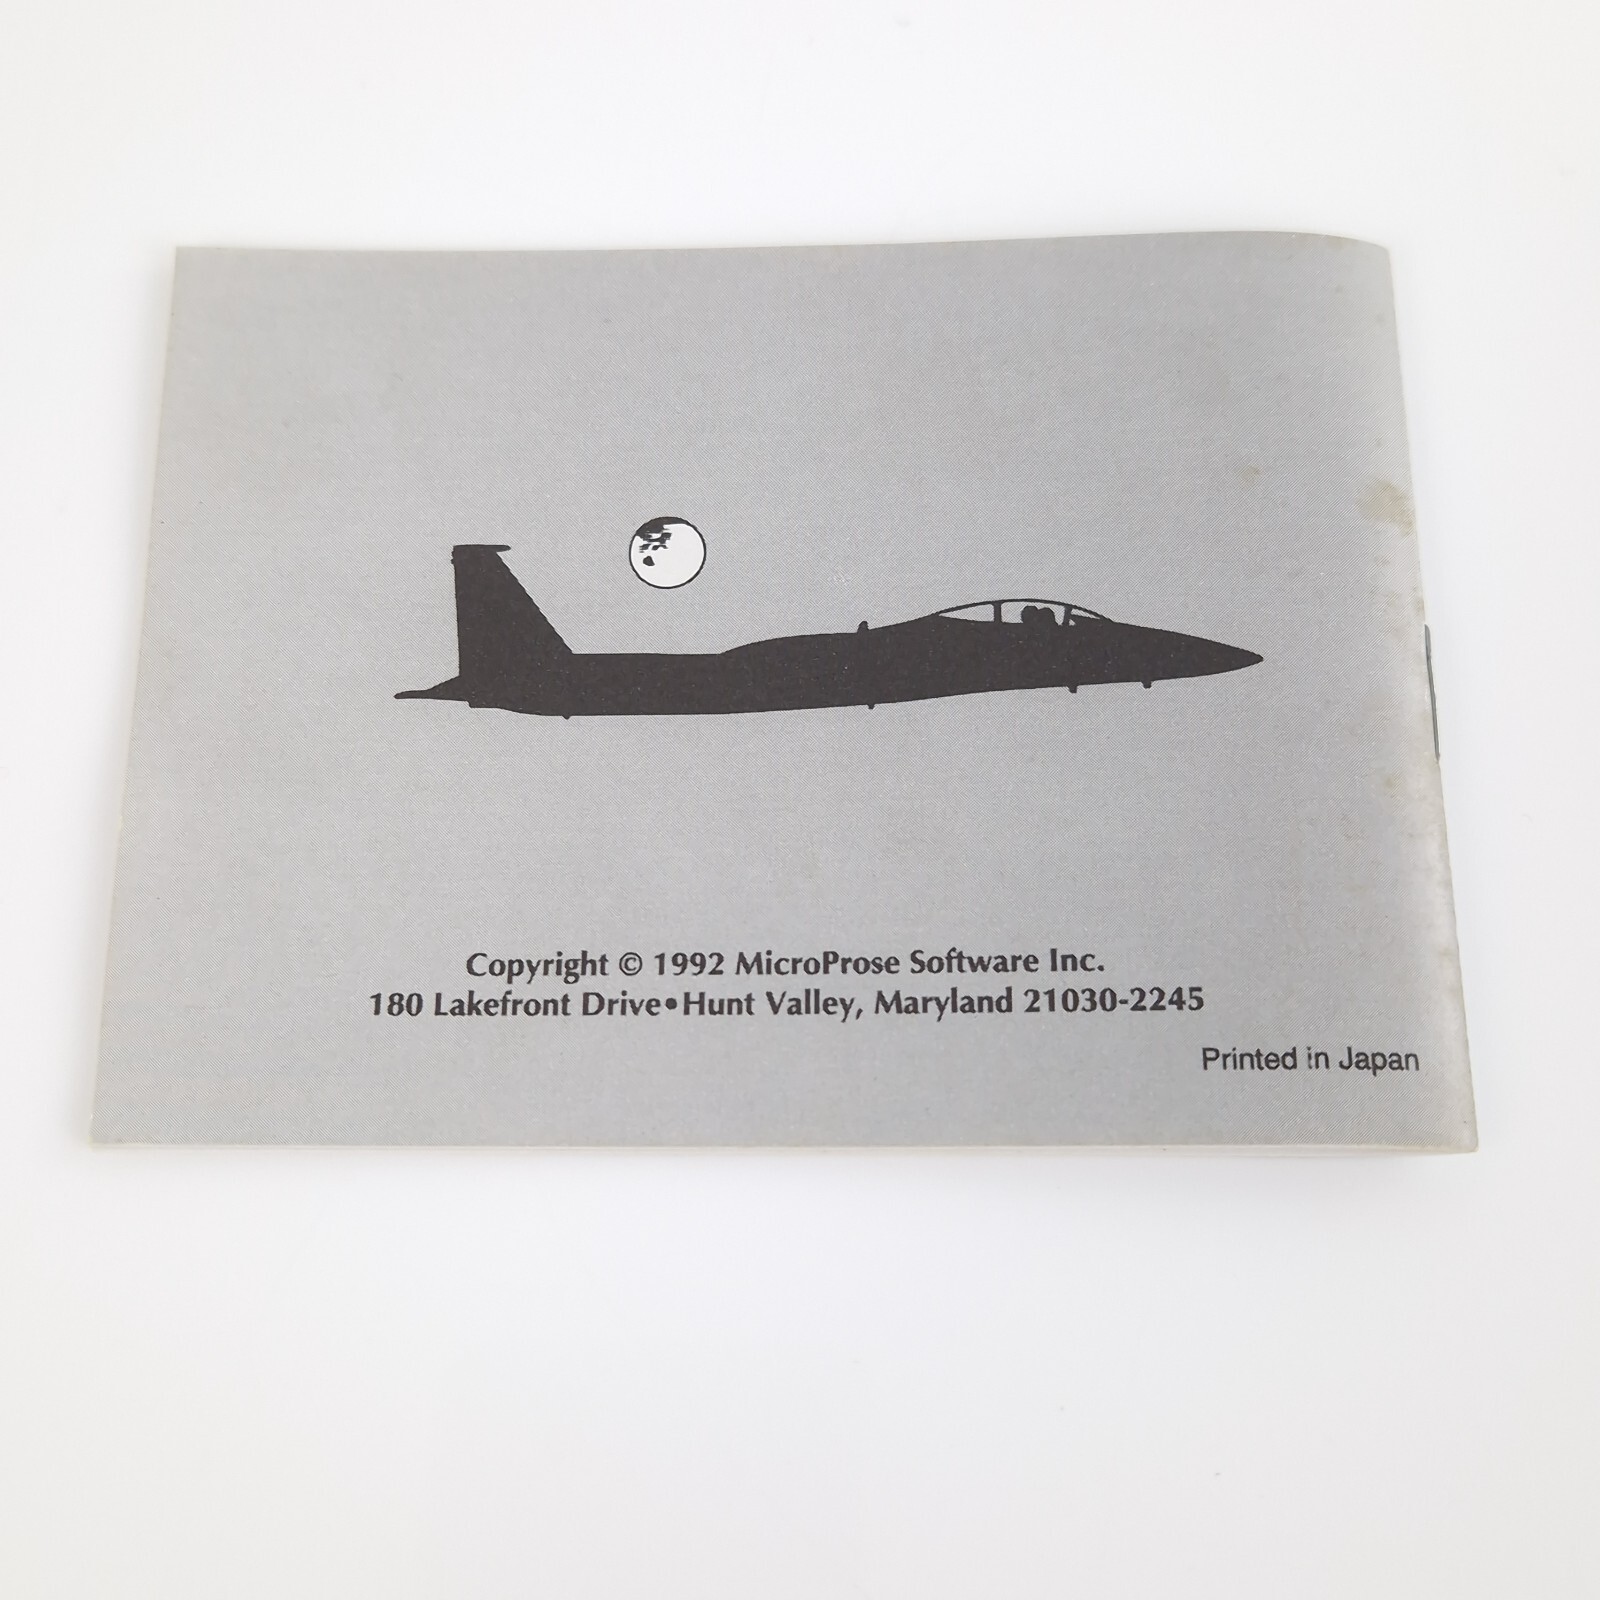 Copyright © 1992 MicroProse Software Inc.
180 Lakefront Drive•Hunt Valley, Maryland 21030-2245
Printed in Japan